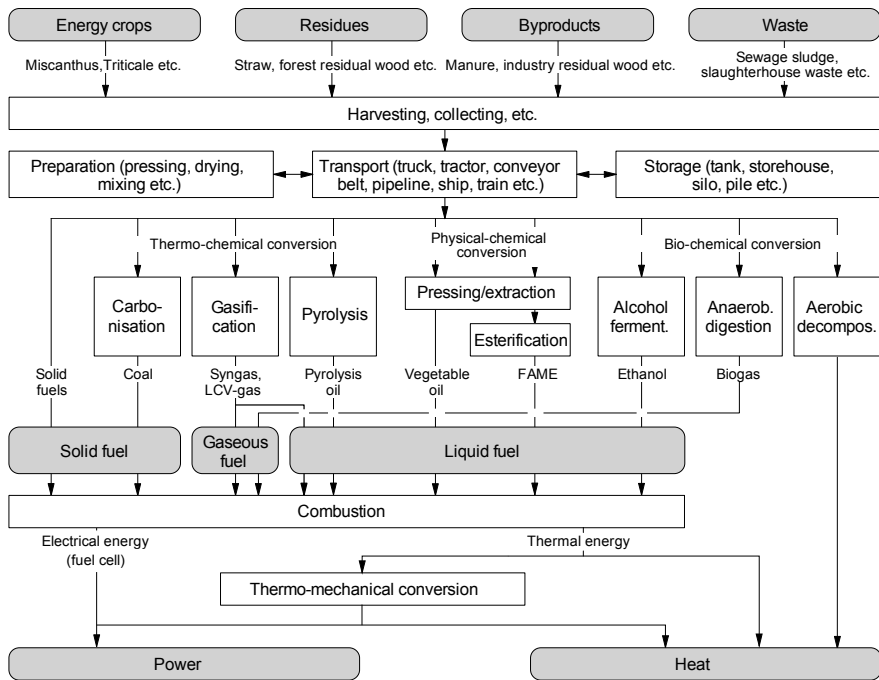 Energy crops
Residues
Byproducts
Waste
Miscanthus,Triticale etc.
Straw, forest residual wood etc.
Manure, industry residual wood etc.
Sewage sludge,
slaughterhouse waste etc.
Harvesting, collecting, etc.
Preparation (pressing, drying,
mixing etc.)
Transport (truck, tractor, conveyor
belt, pipeline, ship, train etc.)
Storage (tank, storehouse,
silo, pile etc.)
Thermo-chemical conversion
Physical-chemical
conversion
Bio-chemical conversion
Carbo-
nisation
Gasifi-
cation
Pyrolysis
Pressing/extraction
Esterification
Alcohol
ferment.
Anaerob.
digestion
Aerobic
decompos.
Solid
fuels
Coal
Syngas,
LCV-gas
Pyrolysis
oil
Vegetable
oil
FAME
Ethanol
Biogas
Solid fuel
Gaseous
fuel
Liquid fuel
Combustion
Electrical energy
(fuel cell)
Thermal energy
Thermo-mechanical conversion
Power
Heat